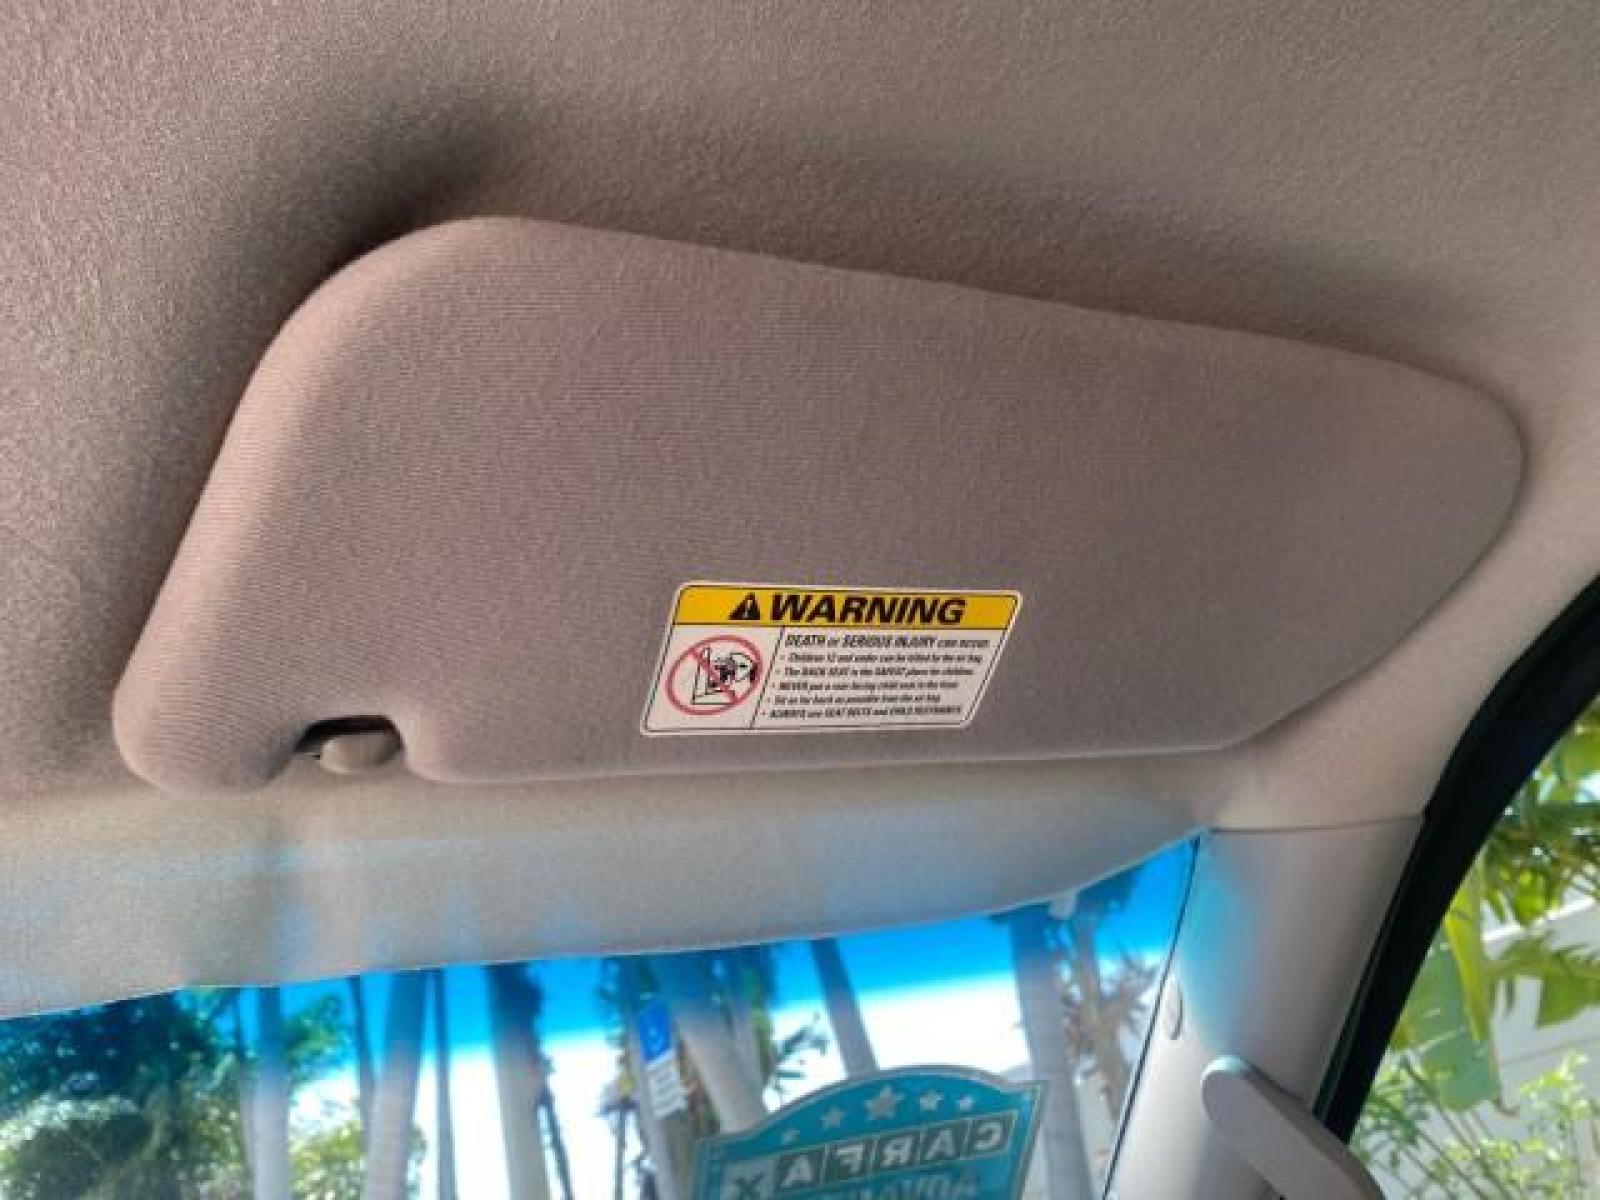 WARNING
DEATH or SERIOUS INJURY can occur
• Children 12 and under can be killed by the air bag
• The BACK SEAT is the SAFEST place for children
• NEVER put a rear-facing child seat in the front
• Sit as far back as possible from the air bag
• ALWAYS use SEAT BELTS and CHILD RESTRAINTS
CARFAX